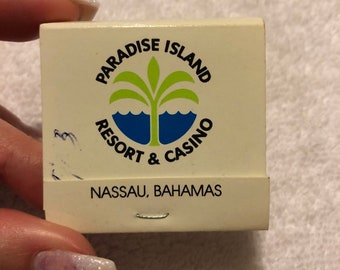 PARADISE ISLAND
RESORT & CASINO
NASSAU, BAHAMAS